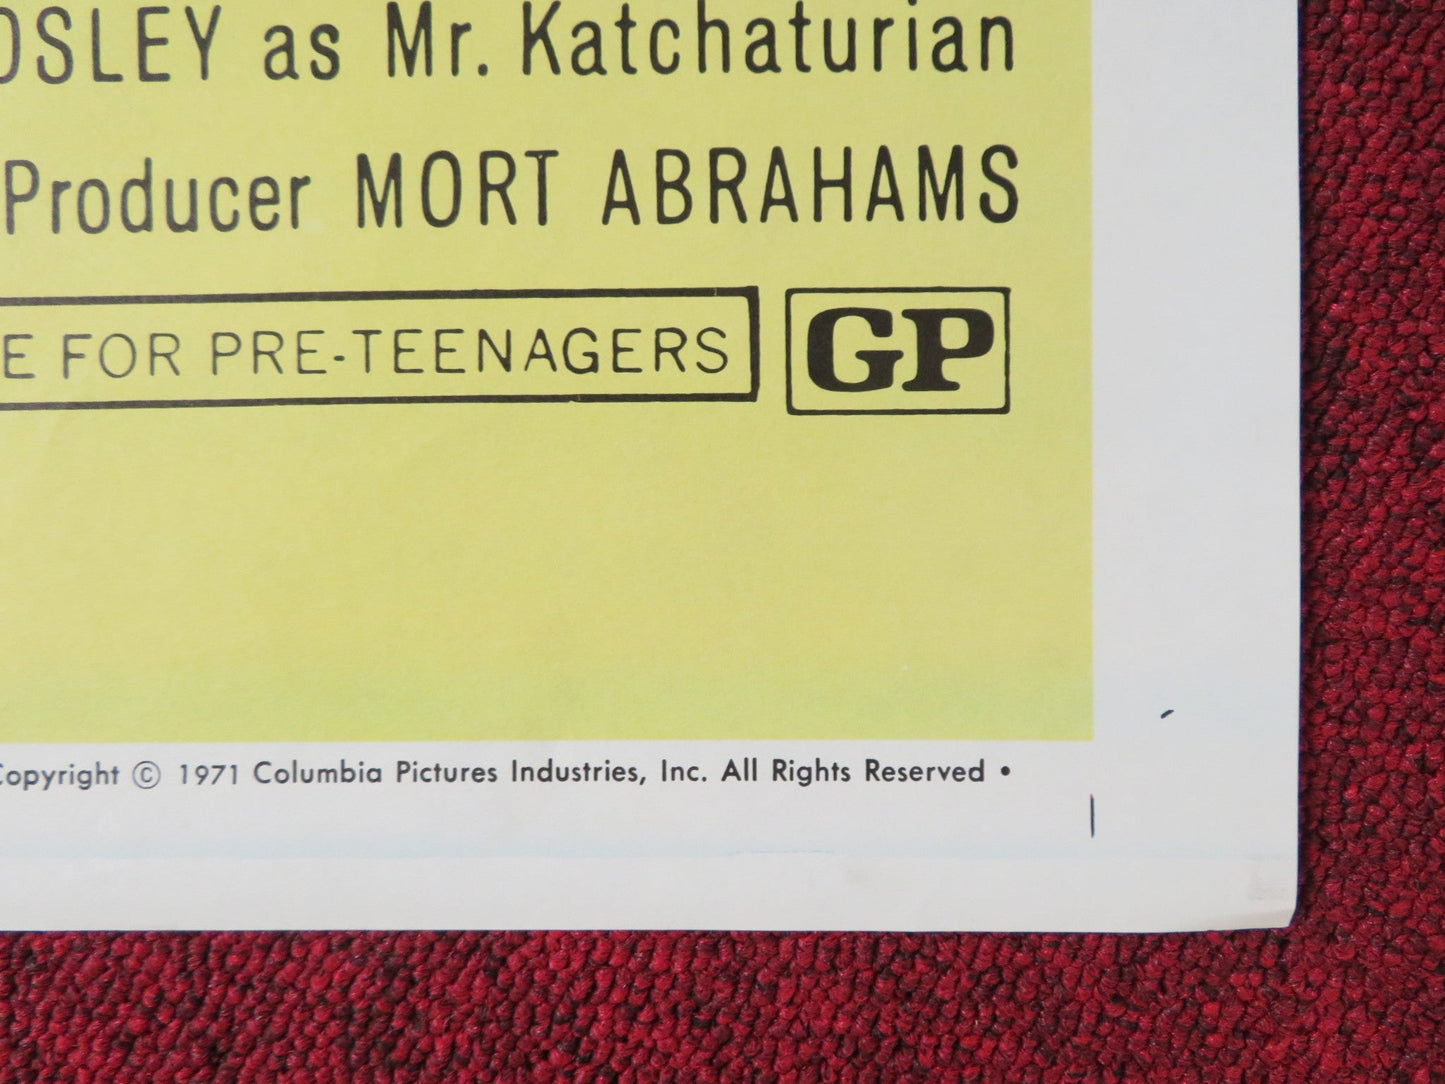 OSLEY as Mr. Katchaturian
Producer MORT ABRAHAMS
E FOR PRE-TEENAGERS GP
Copyright © 1971 Columbia Pictures Industries, Inc. All Rights Reserved •